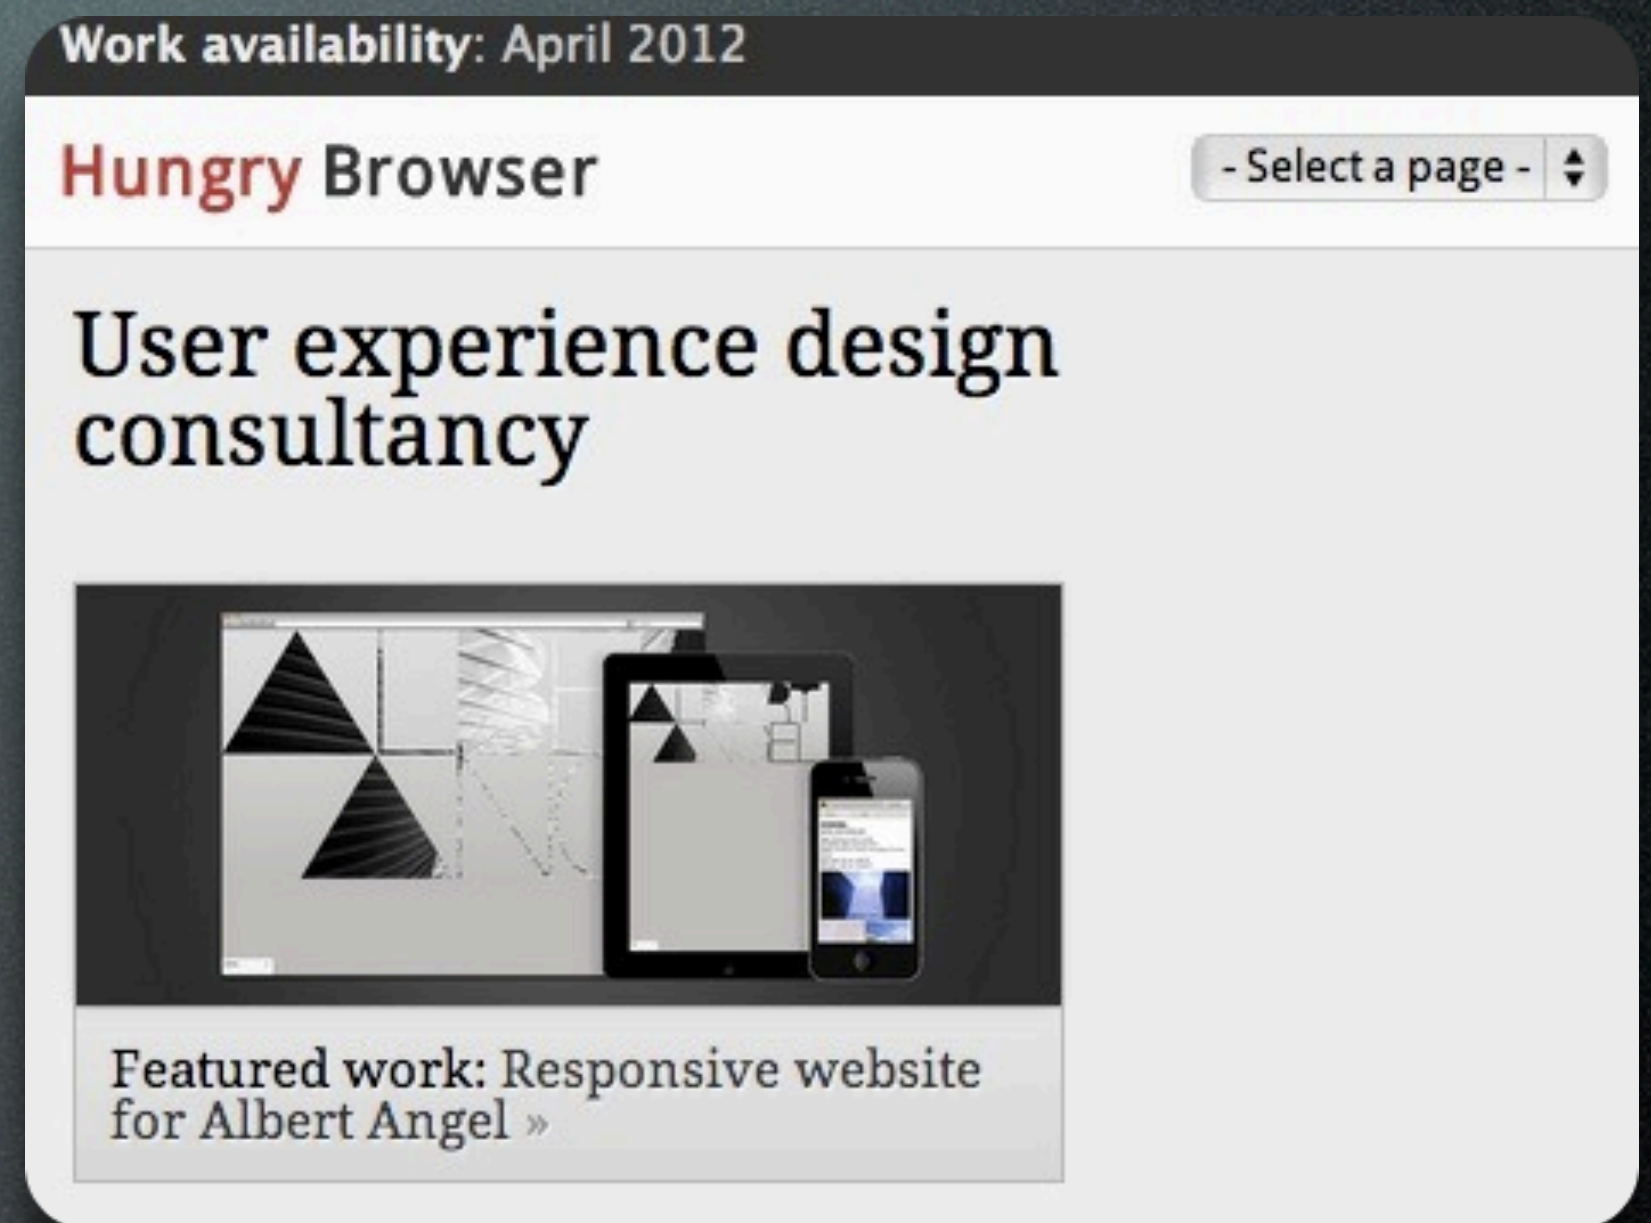 Work availability: April 2012
Hungry Browser
- Select a page -
User experience design
consultancy
Featured work: Responsive website
for Albert Angel »